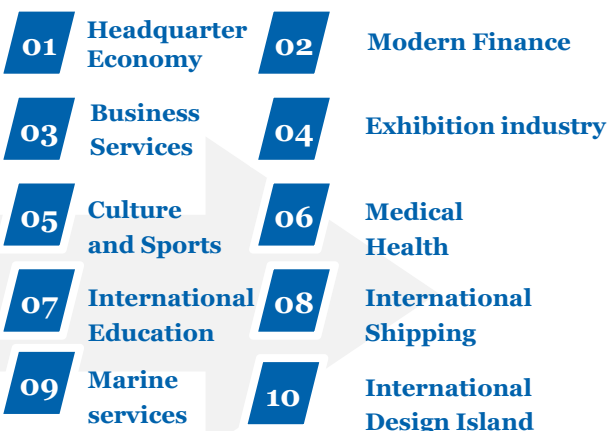 01
Headquarter
Economy
02
Modern Finance
03
Business
Services
04
Exhibition industry
05
Culture
and Sports
06
Medical
Health
07
International
Education
08
International
Shipping
09
Marine
services
10
International
Design Island